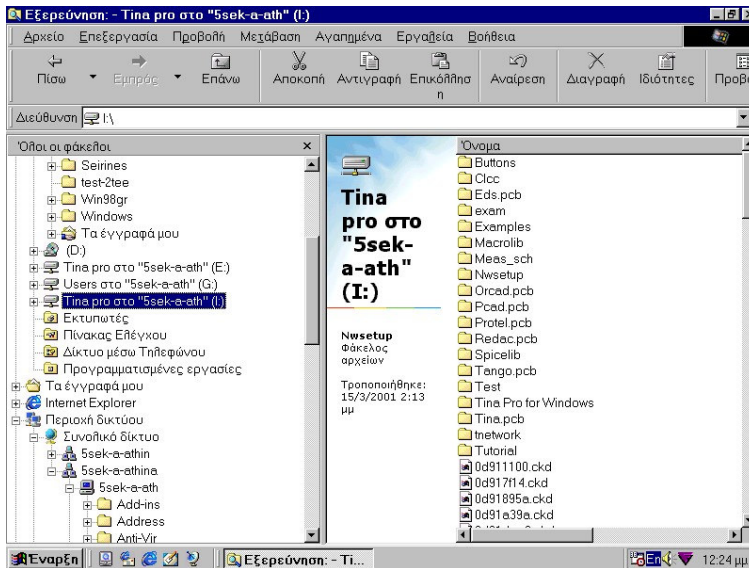 Εξερεύνηση: - Tina pro στο "5sek-a-ath" (I:)
Αρχείο Επεξεργασία Προβολή Μετάβαση Αγαπημένα Εργαλεία Βοήθεια
Πίσω Εμπρός Επάνω Αποκοπή Αντιγραφή Επικόλλησ
η Αναίρεση Διαγραφή Ιδιότητες Προβο
Διεύθυνση I:\
Όλοι οι φάκελοι
Seirines
test-2tee
Win98gr
Windows
Τα έγγραφά μου
(D:)
Tina pro στο "5sek-a-ath" (E:)
Users στο "5sek-a-ath" (G:)
Tina pro στο "5sek-a-ath" (I:)
Εκτυπωτές
Πίνακας Ελέγχου
Δίκτυο μέσω Τηλεφώνου
Προγραμματισμένες εργασίες
Τα έγγραφά μου
Internet Explorer
Περιοχή δικτύου
Συνολικό δίκτυο
5sek-a-athin
5sek-a-athina
5sek-a-ath
Add-ins
Address
Anti-Vir
Tina
pro στο
"5sek-
a-ath"
(I:)
Nwsetup
Φάκελος
αρχείων
Τροποποιήθηκε:
15/3/2001 2:13
μμ
Όνομα
Buttons
Clcc
Eds.pcb
exam
Examples
Macrolib
Meas_sch
Nwsetup
Orcad.pcb
Pcad.pcb
Protel.pcb
Redac.pcb
Spicelib
Tango.pcb
Test
Tina Pro for Windows
Tina.pcb
tnetwork
Tutorial
0d911100.ckd
0d917f14.ckd
0d91895a.ckd
0d91a39a.ckd
Έναρξη Εξερεύνηση: - Ti... En 12:24 μμ